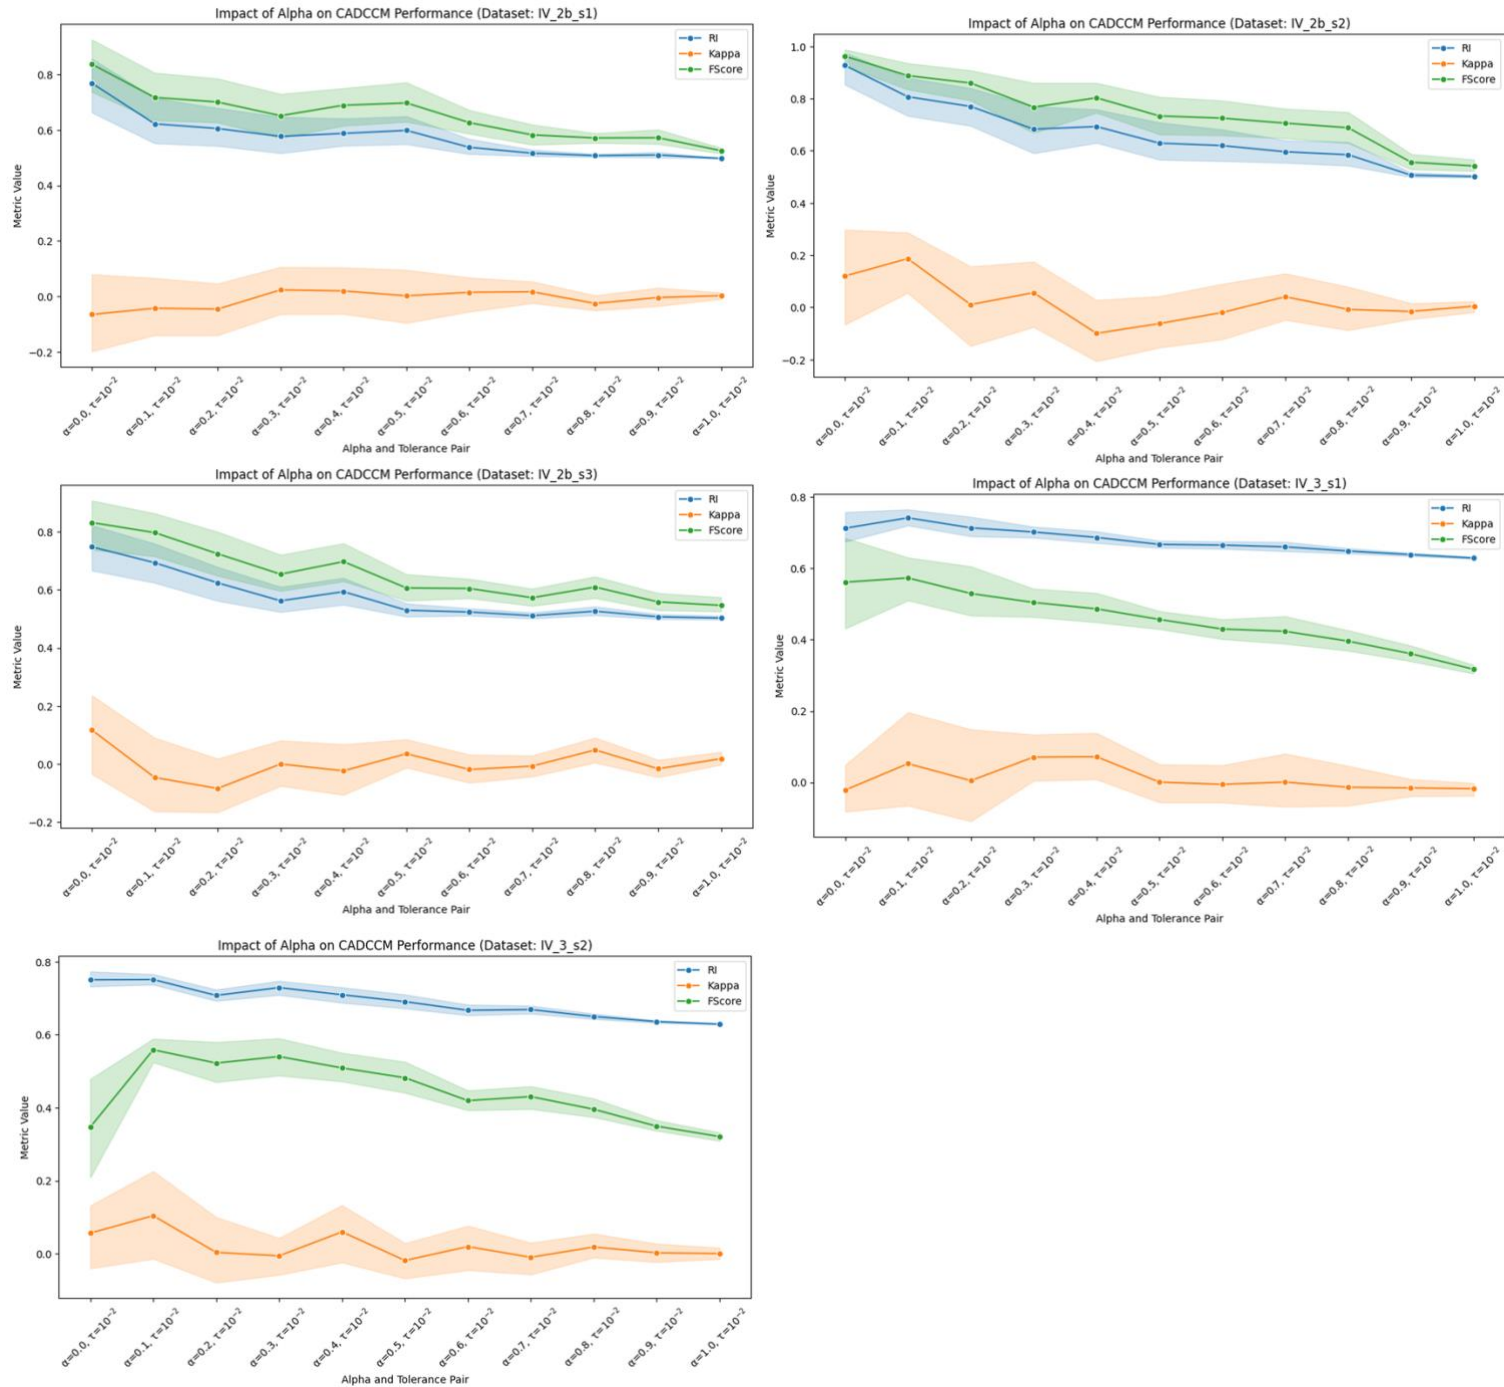 Impact of Alpha on CADCCM Performance (Dataset: IV_2b_s1)
RI
Kappa
FScore
0.8
0.6
0.4
0.2
0.0
−0.2
Metric Value
α=0.0, τ=10⁻²
α=0.1, τ=10⁻²
α=0.2, τ=10⁻²
α=0.3, τ=10⁻²
α=0.4, τ=10⁻²
α=0.5, τ=10⁻²
α=0.6, τ=10⁻²
α=0.7, τ=10⁻²
α=0.8, τ=10⁻²
α=0.9, τ=10⁻²
α=1.0, τ=10⁻²
Alpha and Tolerance Pair
Impact of Alpha on CADCCM Performance (Dataset: IV_2b_s2)
RI
Kappa
FScore
1.0
0.8
0.6
0.4
0.2
0.0
−0.2
Metric Value
α=0.0, τ=10⁻²
α=0.1, τ=10⁻²
α=0.2, τ=10⁻²
α=0.3, τ=10⁻²
α=0.4, τ=10⁻²
α=0.5, τ=10⁻²
α=0.6, τ=10⁻²
α=0.7, τ=10⁻²
α=0.8, τ=10⁻²
α=0.9, τ=10⁻²
α=1.0, τ=10⁻²
Alpha and Tolerance Pair
Impact of Alpha on CADCCM Performance (Dataset: IV_2b_s3)
RI
Kappa
FScore
0.8
0.6
0.4
0.2
0.0
−0.2
Metric Value
α=0.0, τ=10⁻²
α=0.1, τ=10⁻²
α=0.2, τ=10⁻²
α=0.3, τ=10⁻²
α=0.4, τ=10⁻²
α=0.5, τ=10⁻²
α=0.6, τ=10⁻²
α=0.7, τ=10⁻²
α=0.8, τ=10⁻²
α=0.9, τ=10⁻²
α=1.0, τ=10⁻²
Alpha and Tolerance Pair
Impact of Alpha on CADCCM Performance (Dataset: IV_3_s1)
RI
Kappa
FScore
0.8
0.6
0.4
0.2
0.0
Metric Value
α=0.0, τ=10⁻²
α=0.1, τ=10⁻²
α=0.2, τ=10⁻²
α=0.3, τ=10⁻²
α=0.4, τ=10⁻²
α=0.5, τ=10⁻²
α=0.6, τ=10⁻²
α=0.7, τ=10⁻²
α=0.8, τ=10⁻²
α=0.9, τ=10⁻²
α=1.0, τ=10⁻²
Alpha and Tolerance Pair
Impact of Alpha on CADCCM Performance (Dataset: IV_3_s2)
RI
Kappa
FScore
0.8
0.6
0.4
0.2
0.0
Metric Value
α=0.0, τ=10⁻²
α=0.1, τ=10⁻²
α=0.2, τ=10⁻²
α=0.3, τ=10⁻²
α=0.4, τ=10⁻²
α=0.5, τ=10⁻²
α=0.6, τ=10⁻²
α=0.7, τ=10⁻²
α=0.8, τ=10⁻²
α=0.9, τ=10⁻²
α=1.0, τ=10⁻²
Alpha and Tolerance Pair